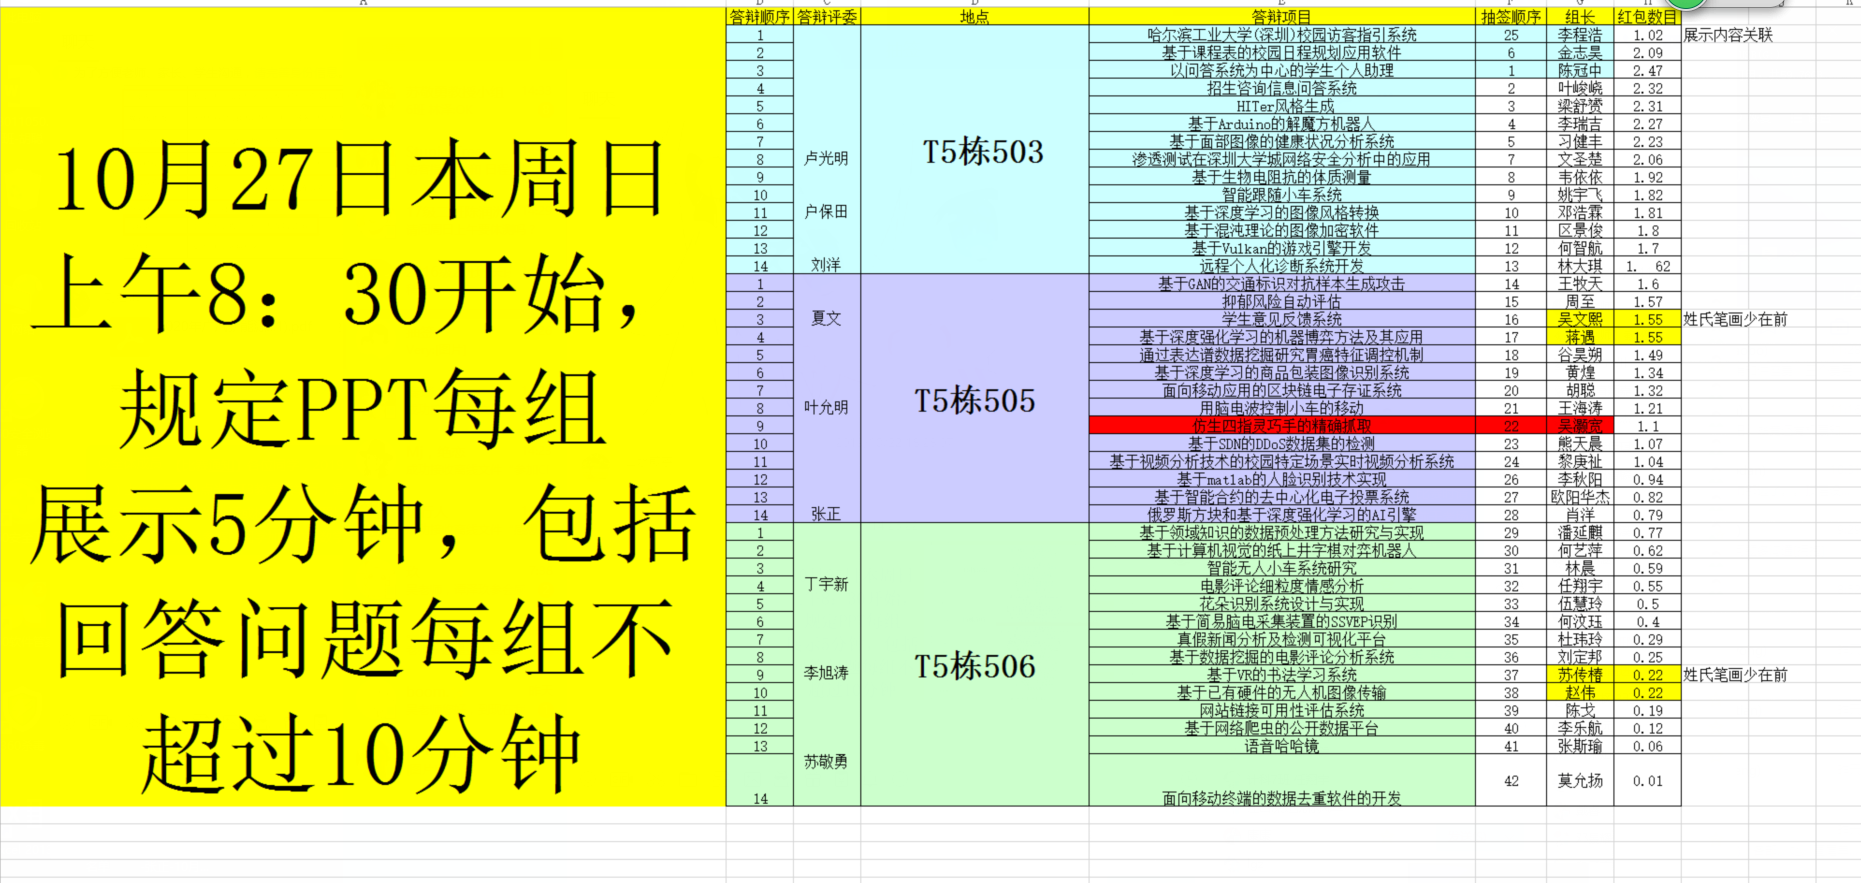 10月27日本周日
上午8：30开始，
规定PPT每组
展示5分钟，包括
回答问题每组不
超过10分钟
答辩顺序 答辩评委 地点 答辩项目 抽签顺序 组长 红包数目
1 哈尔滨工业大学(深圳)校园访客指引系统 25 李程浩 1.02 展示内容关联
2 基于课程表的校园日程规划应用软件 6 金志昊 2.09
3 以问答系统为中心的学生个人助理 1 陈冠中 2.47
4 招生咨询信息问答系统 2 叶峻峣 2.32
5 HITer风格生成 3 梁舒赟 2.31
6 基于Arduino的解魔方机器人 4 李瑞吉 2.27
7 基于面部图像的健康状况分析系统 5 习健丰 2.23
8 卢光明 T5栋503 渗透测试在深圳大学城网络安全分析中的应用 7 文圣楚 2.06
9 基于生物电阻抗的体质测量 8 韦依依 1.92
10 智能跟随小车系统 9 姚宇飞 1.82
11 户保田 基于深度学习的图像风格转换 10 邓浩霖 1.81
12 基于混沌理论的图像加密软件 11 区景俊 1.8
13 基于Vulkan的游戏引擎开发 12 何智航 1.7
14 刘洋 远程个人化诊断系统开发 13 林大琪 1. 62
1 基于GAN的交通标识对抗样本生成攻击 14 王牧天 1.6
2 抑郁风险自动评估 15 周至 1.57
3 夏文 学生意见反馈系统 16 吴文熙 1.55 姓氏笔画少在前
4 基于深度强化学习的机器博弈方法及其应用 17 蒋遇 1.55
5 通过表达谱数据挖掘研究胃癌特征调控机制 18 谷昊朔 1.49
6 基于深度学习的商品包装图像识别系统 19 黄煌 1.34
7 面向移动应用的区块链电子存证系统 20 胡聪 1.32
8 叶允明 T5栋505 用脑电波控制小车的移动 21 王海涛 1.21
9 仿生四指灵巧手的精确抓取 22 吴灏宽 1.1
10 基于SDN的DDoS数据集的检测 23 熊天晨 1.07
11 基于视频分析技术的校园特定场景实时视频分析系统 24 黎庚祉 1.04
12 基于matlab的人脸识别技术实现 26 李秋阳 0.94
13 基于智能合约的去中心化电子投票系统 27 欧阳华杰 0.82
14 张正 俄罗斯方块和基于深度强化学习的AI引擎 28 肖洋 0.79
1 基于领域知识的数据预处理方法研究与实现 29 潘延麒 0.77
2 基于计算机视觉的纸上井字棋对弈机器人 30 何艺萍 0.62
3 智能无人小车系统研究 31 林晨 0.59
4 丁宇新 电影评论细粒度情感分析 32 任翔宇 0.55
5 花朵识别系统设计与实现 33 伍慧玲 0.5
6 基于简易脑电采集装置的SSVEP识别 34 何汶珏 0.4
7 真假新闻分析及检测可视化平台 35 杜玮玲 0.29
8 T5栋506 基于数据挖掘的电影评论分析系统 36 刘定邦 0.25
9 李旭涛 基于VR的书法学习系统 37 苏传椿 0.22 姓氏笔画少在前
10 基于已有硬件的无人机图像传输 38 赵伟 0.22
11 网站链接可用性评估系统 39 陈戈 0.19
12 基于网络爬虫的公开数据平台 40 李乐航 0.12
13 语音哈哈镜 41 张斯瑜 0.06
苏敬勇
14 面向移动终端的数据去重软件的开发 42 莫允扬 0.01